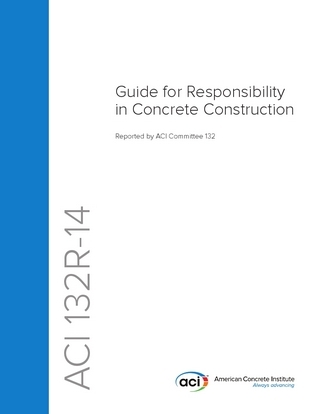 Guide for Responsibility
in Concrete Construction
Reported by ACI Committee 132
ACI 132R-14
aci
American Concrete Institute
Always advancing